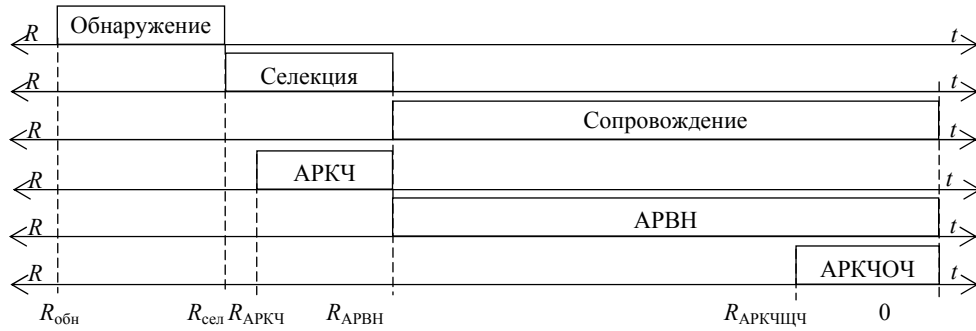 Обнаружение
R t
Селекция
R t
Сопровождение
R t
АРКЧ
R t
АРВН
R t
АРКЧОЧ
R t
Rобн Rсел RАРКЧ RАРВН RАРКЧЩЧ 0